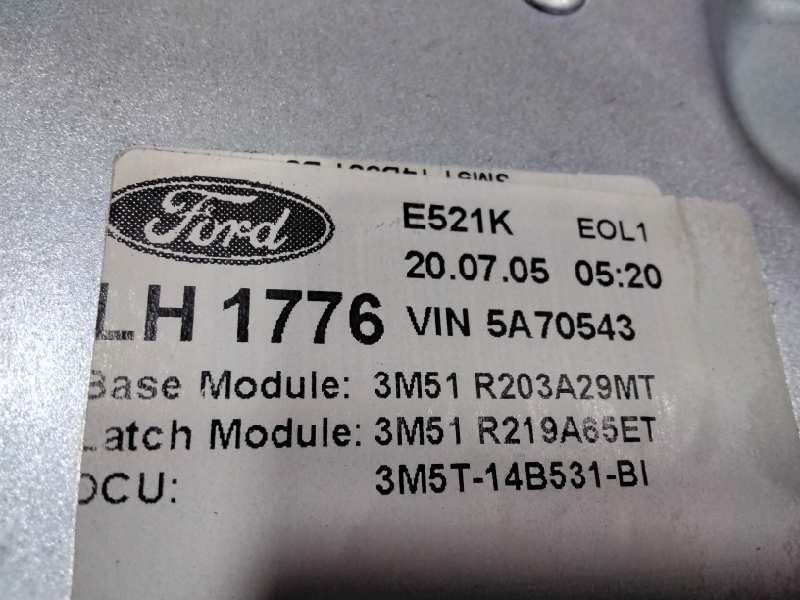 Ford
E521K EOL1
20.07.05 05:20
LH 1776 VIN 5A70543
Base Module: 3M51 R203A29MT
Latch Module: 3M51 R219A65ET
DCU: 3M5T-14B531-BI